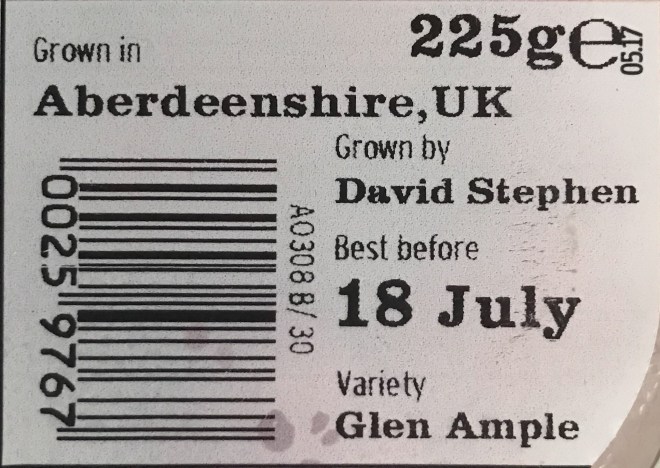 Grown in
225g℮
05.17
Aberdeenshire,UK
Grown by
David Stephen
Best before
18 July
Variety
Glen Ample
0025 9767
A0308 8/30